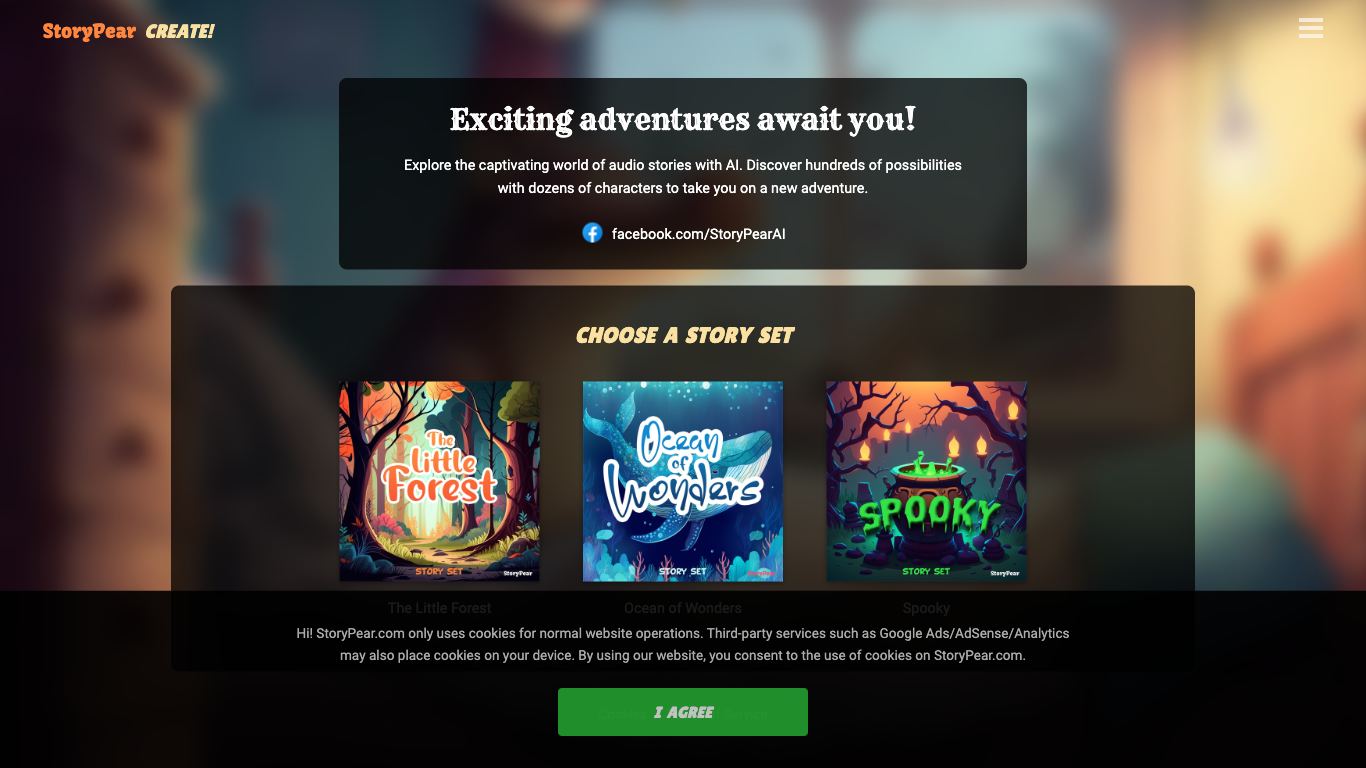 StoryPear CREATE!
Exciting adventures await you!
Explore the captivating world of audio stories with AI. Discover hundreds of possibilities
with dozens of characters to take you on a new adventure.
facebook.com/StoryPearAI
CHOOSE A STORY SET
The
Little
Forest
STORY SET
StoryPear
Ocean
of
Wonders
STORY SET
StoryPear
SPOOKY
STORY SET
StoryPear
The Little Forest
Ocean of Wonders
Spooky
Hi! StoryPear.com only uses cookies for normal website operations. Third-party services such as Google Ads/AdSense/Analytics
may also place cookies on your device. By using our website, you consent to the use of cookies on StoryPear.com.
I AGREE